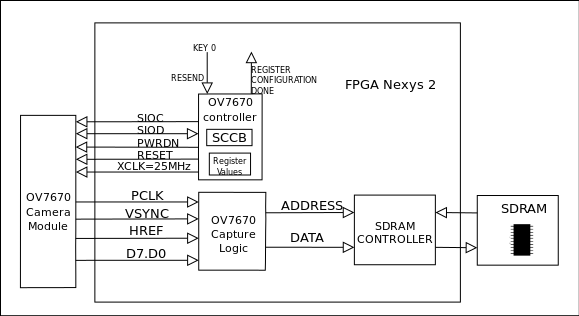 KEY 0
RESEND
REGISTER
CONFIGURATION
DONE
FPGA Nexys 2
OV7670
controller
SCCB
Register
Values
SIOC
SIOD
PWRDN
RESET
XCLK=25MHz
OV7670
Camera
Module
PCLK
VSYNC
HREF
D7.D0
OV7670
Capture
Logic
ADDRESS
DATA
SDRAM
CONTROLLER
SDRAM